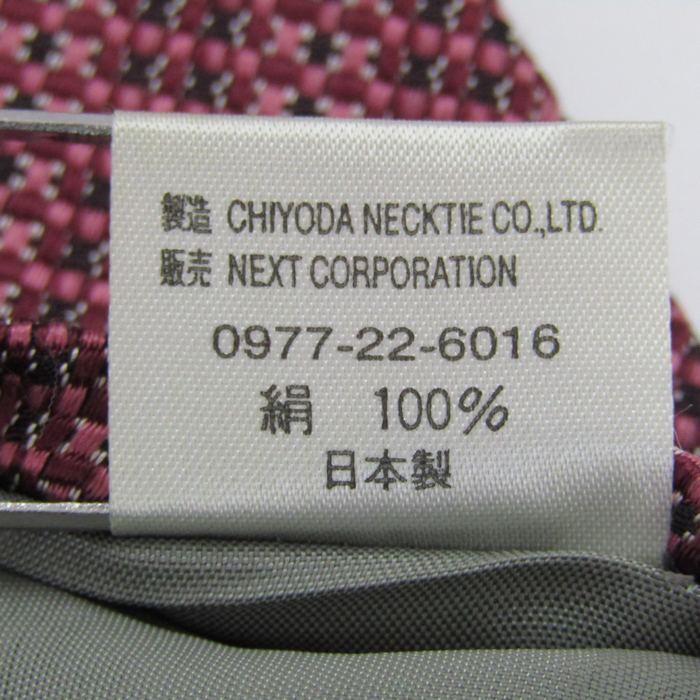 製造 CHIYODA NECKTIE CO.,LTD.
販売 NEXT CORPORATION
0977-22-6016
絹 100%
日本製